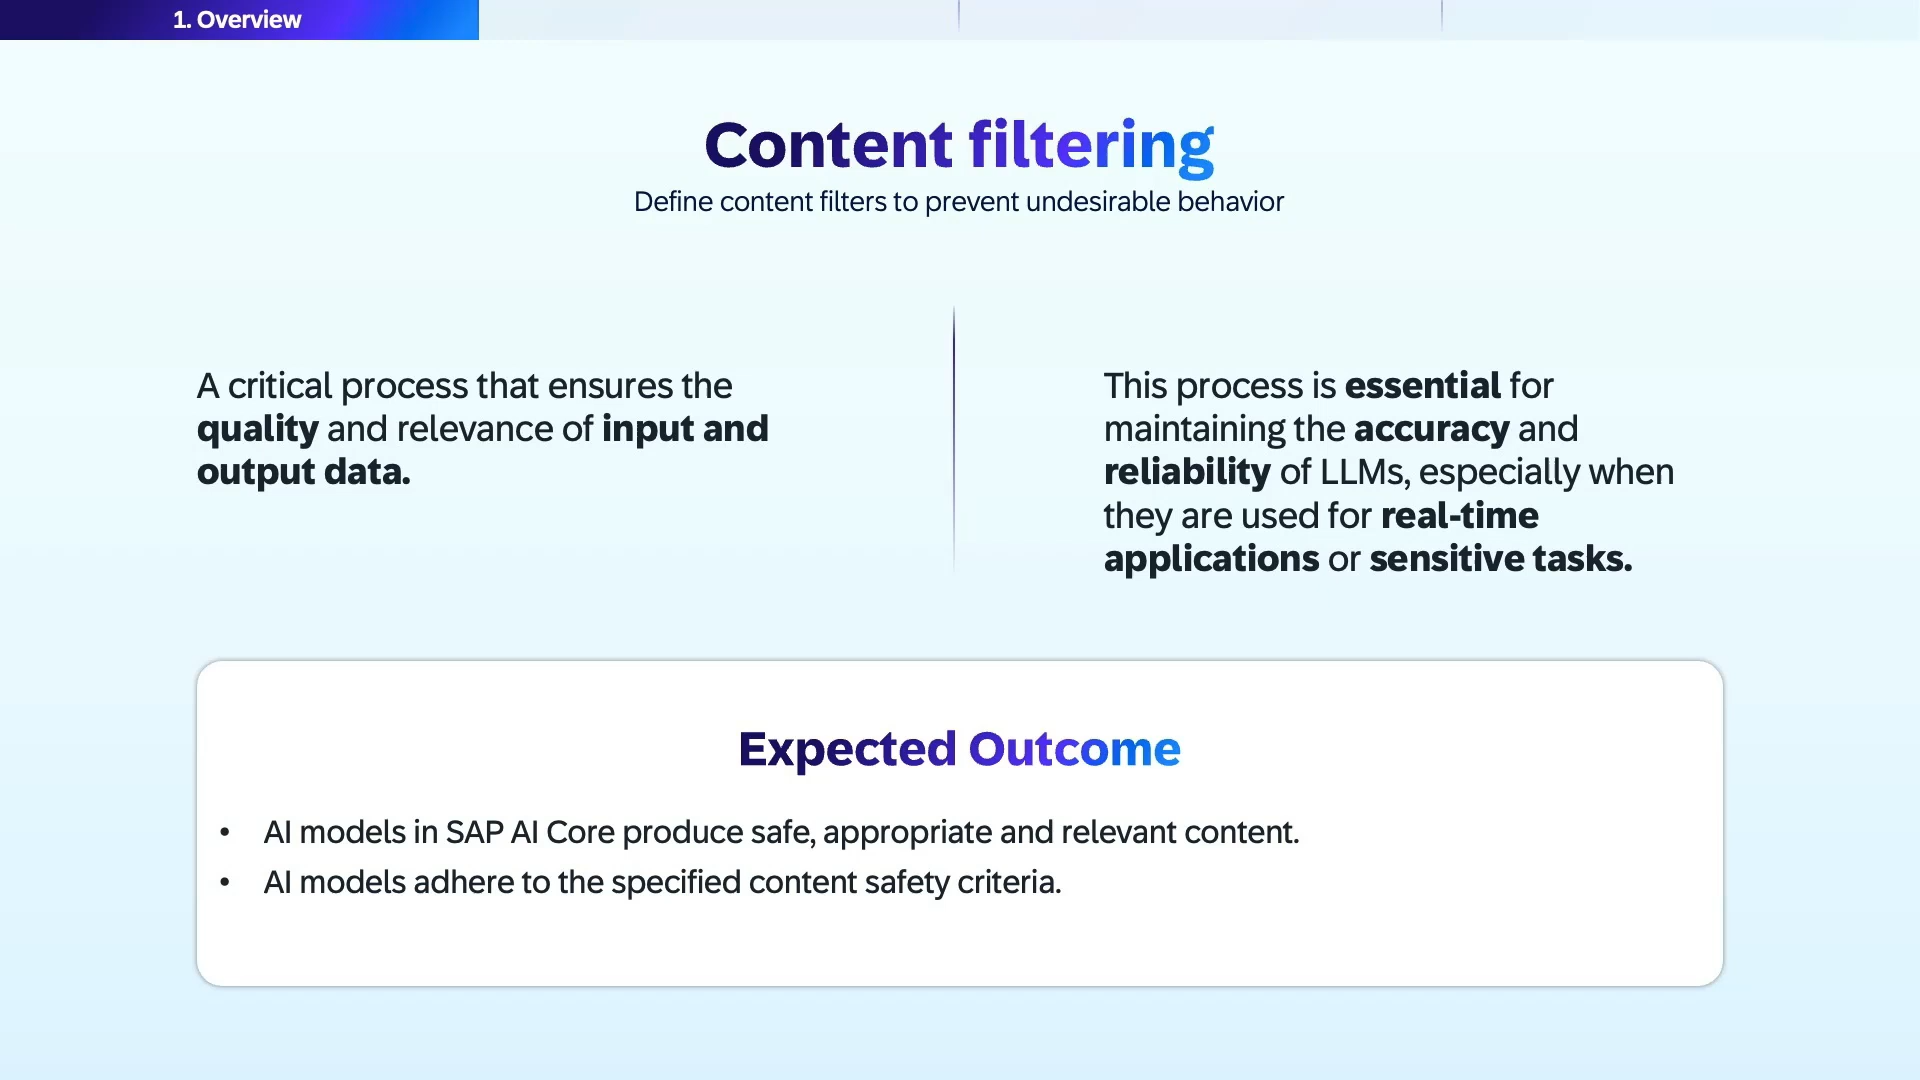 1. Overview
Content filtering
Define content filters to prevent undesirable behavior
A critical process that ensures the
quality and relevance of input and
output data.
This process is essential for
maintaining the accuracy and
reliability of LLMs, especially when
they are used for real-time
applications or sensitive tasks.
Expected Outcome
• AI models in SAP AI Core produce safe, appropriate and relevant content.
• AI models adhere to the specified content safety criteria.